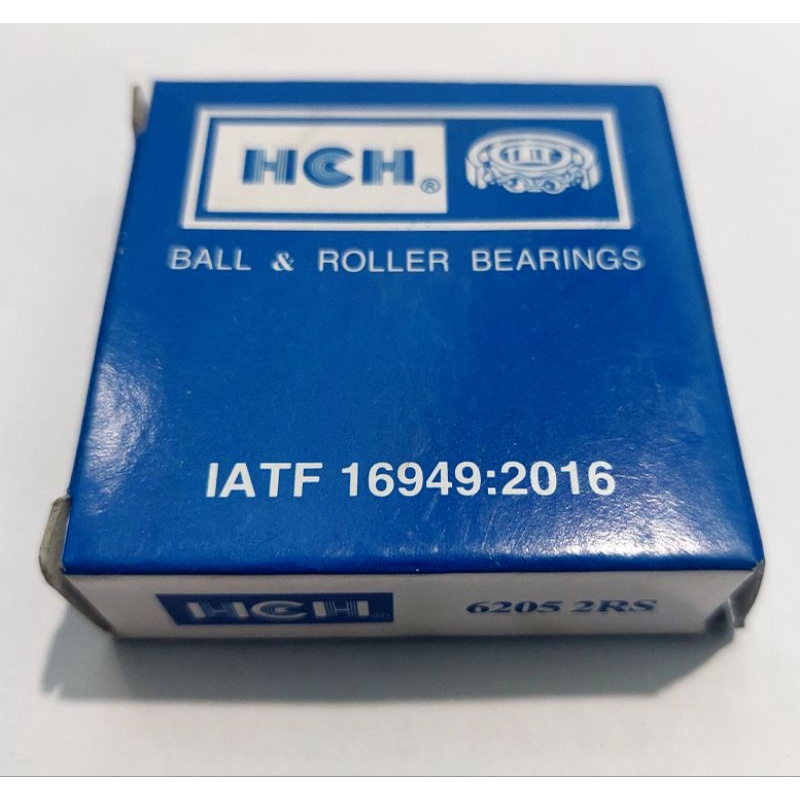 HCH®
BALL & ROLLER BEARINGS
IATF 16949:2016
HCH®
6205 2RS